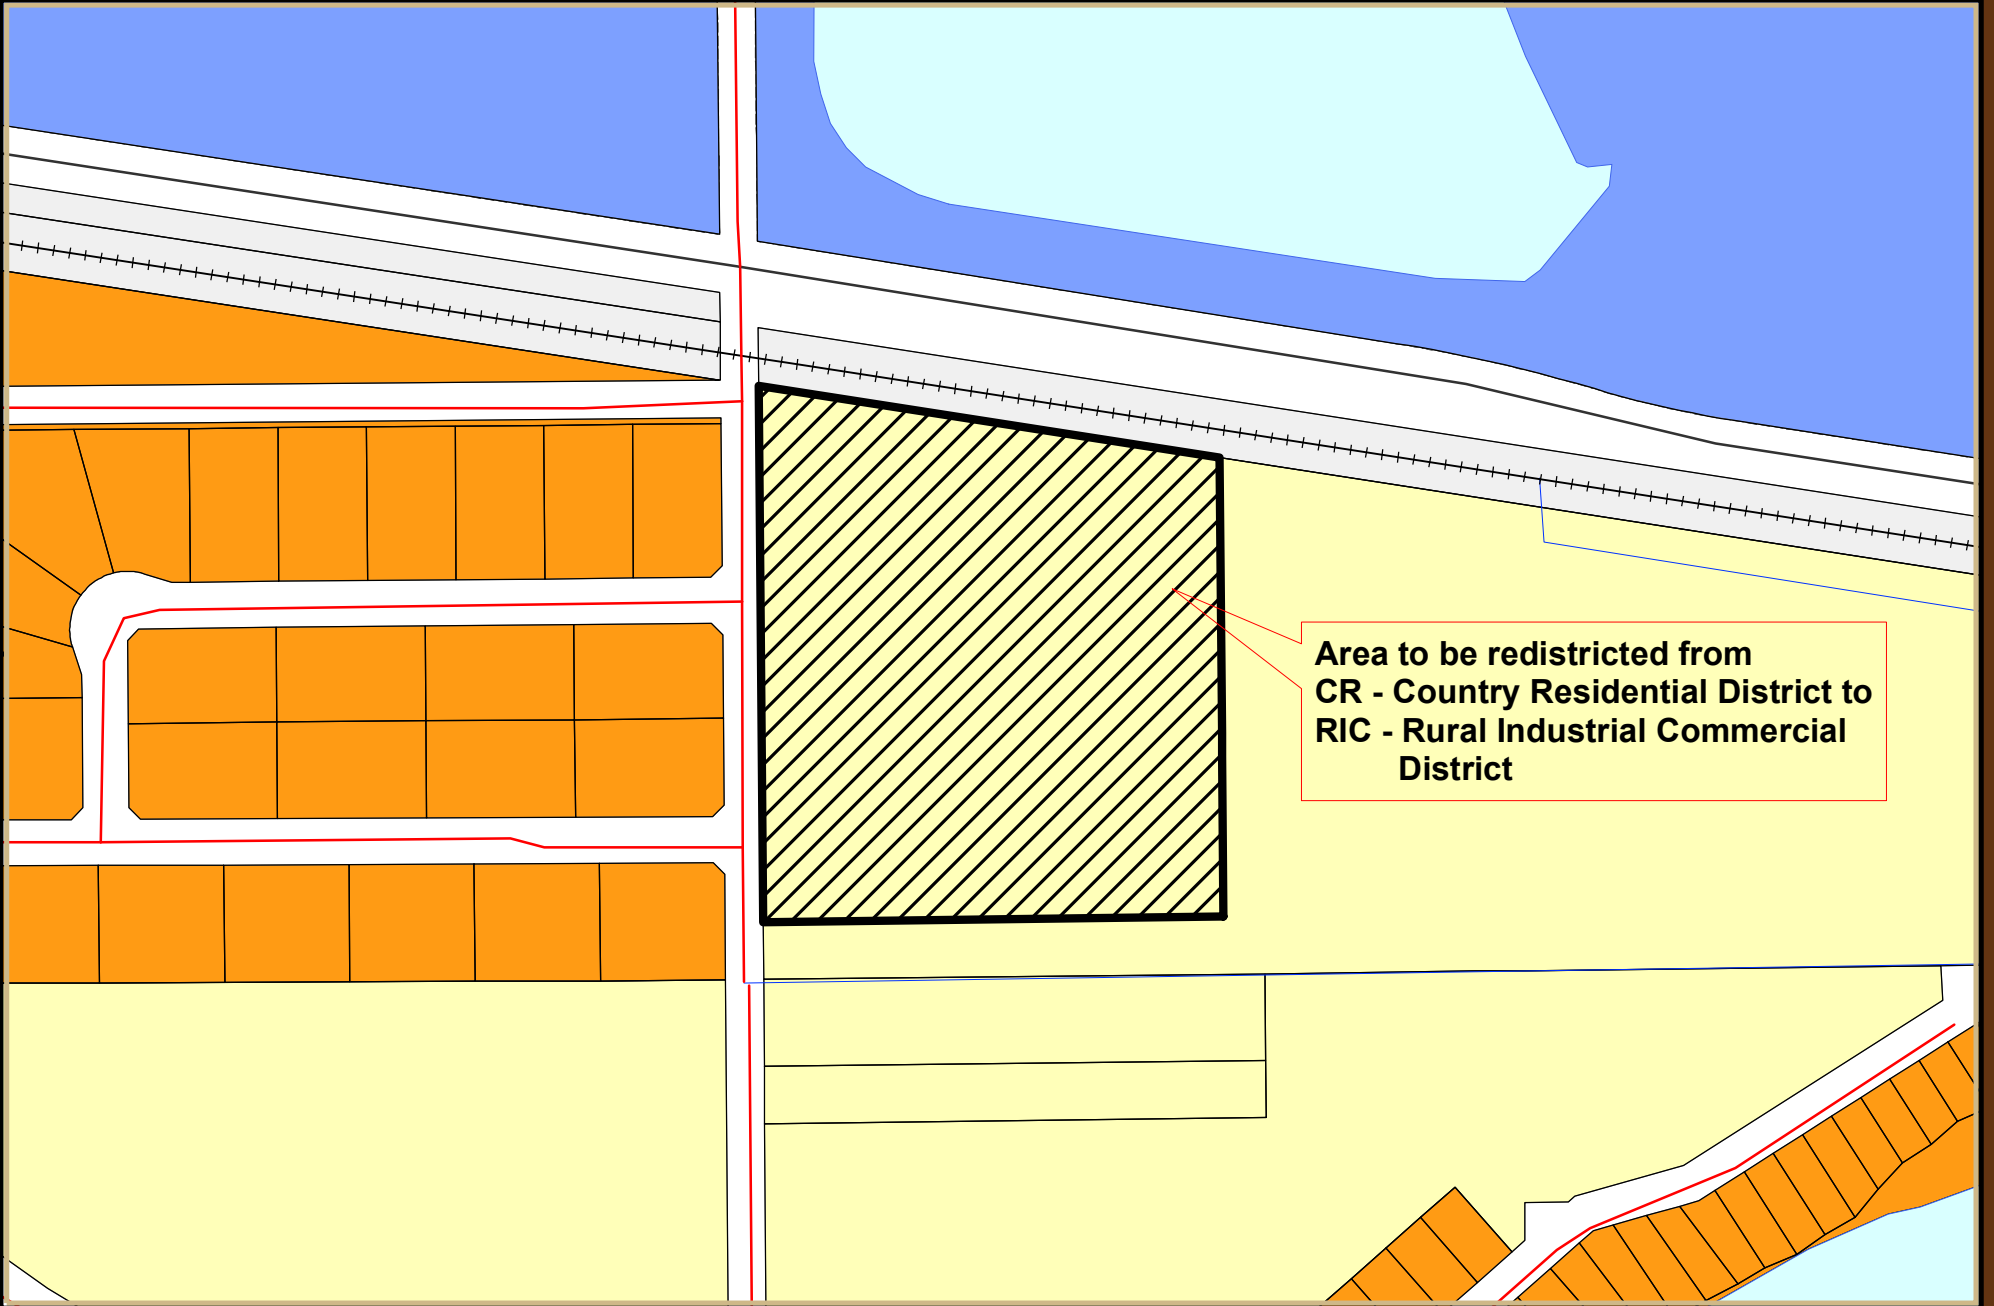 Area to be redistricted from
CR - Country Residential District to
RIC - Rural Industrial Commercial
District